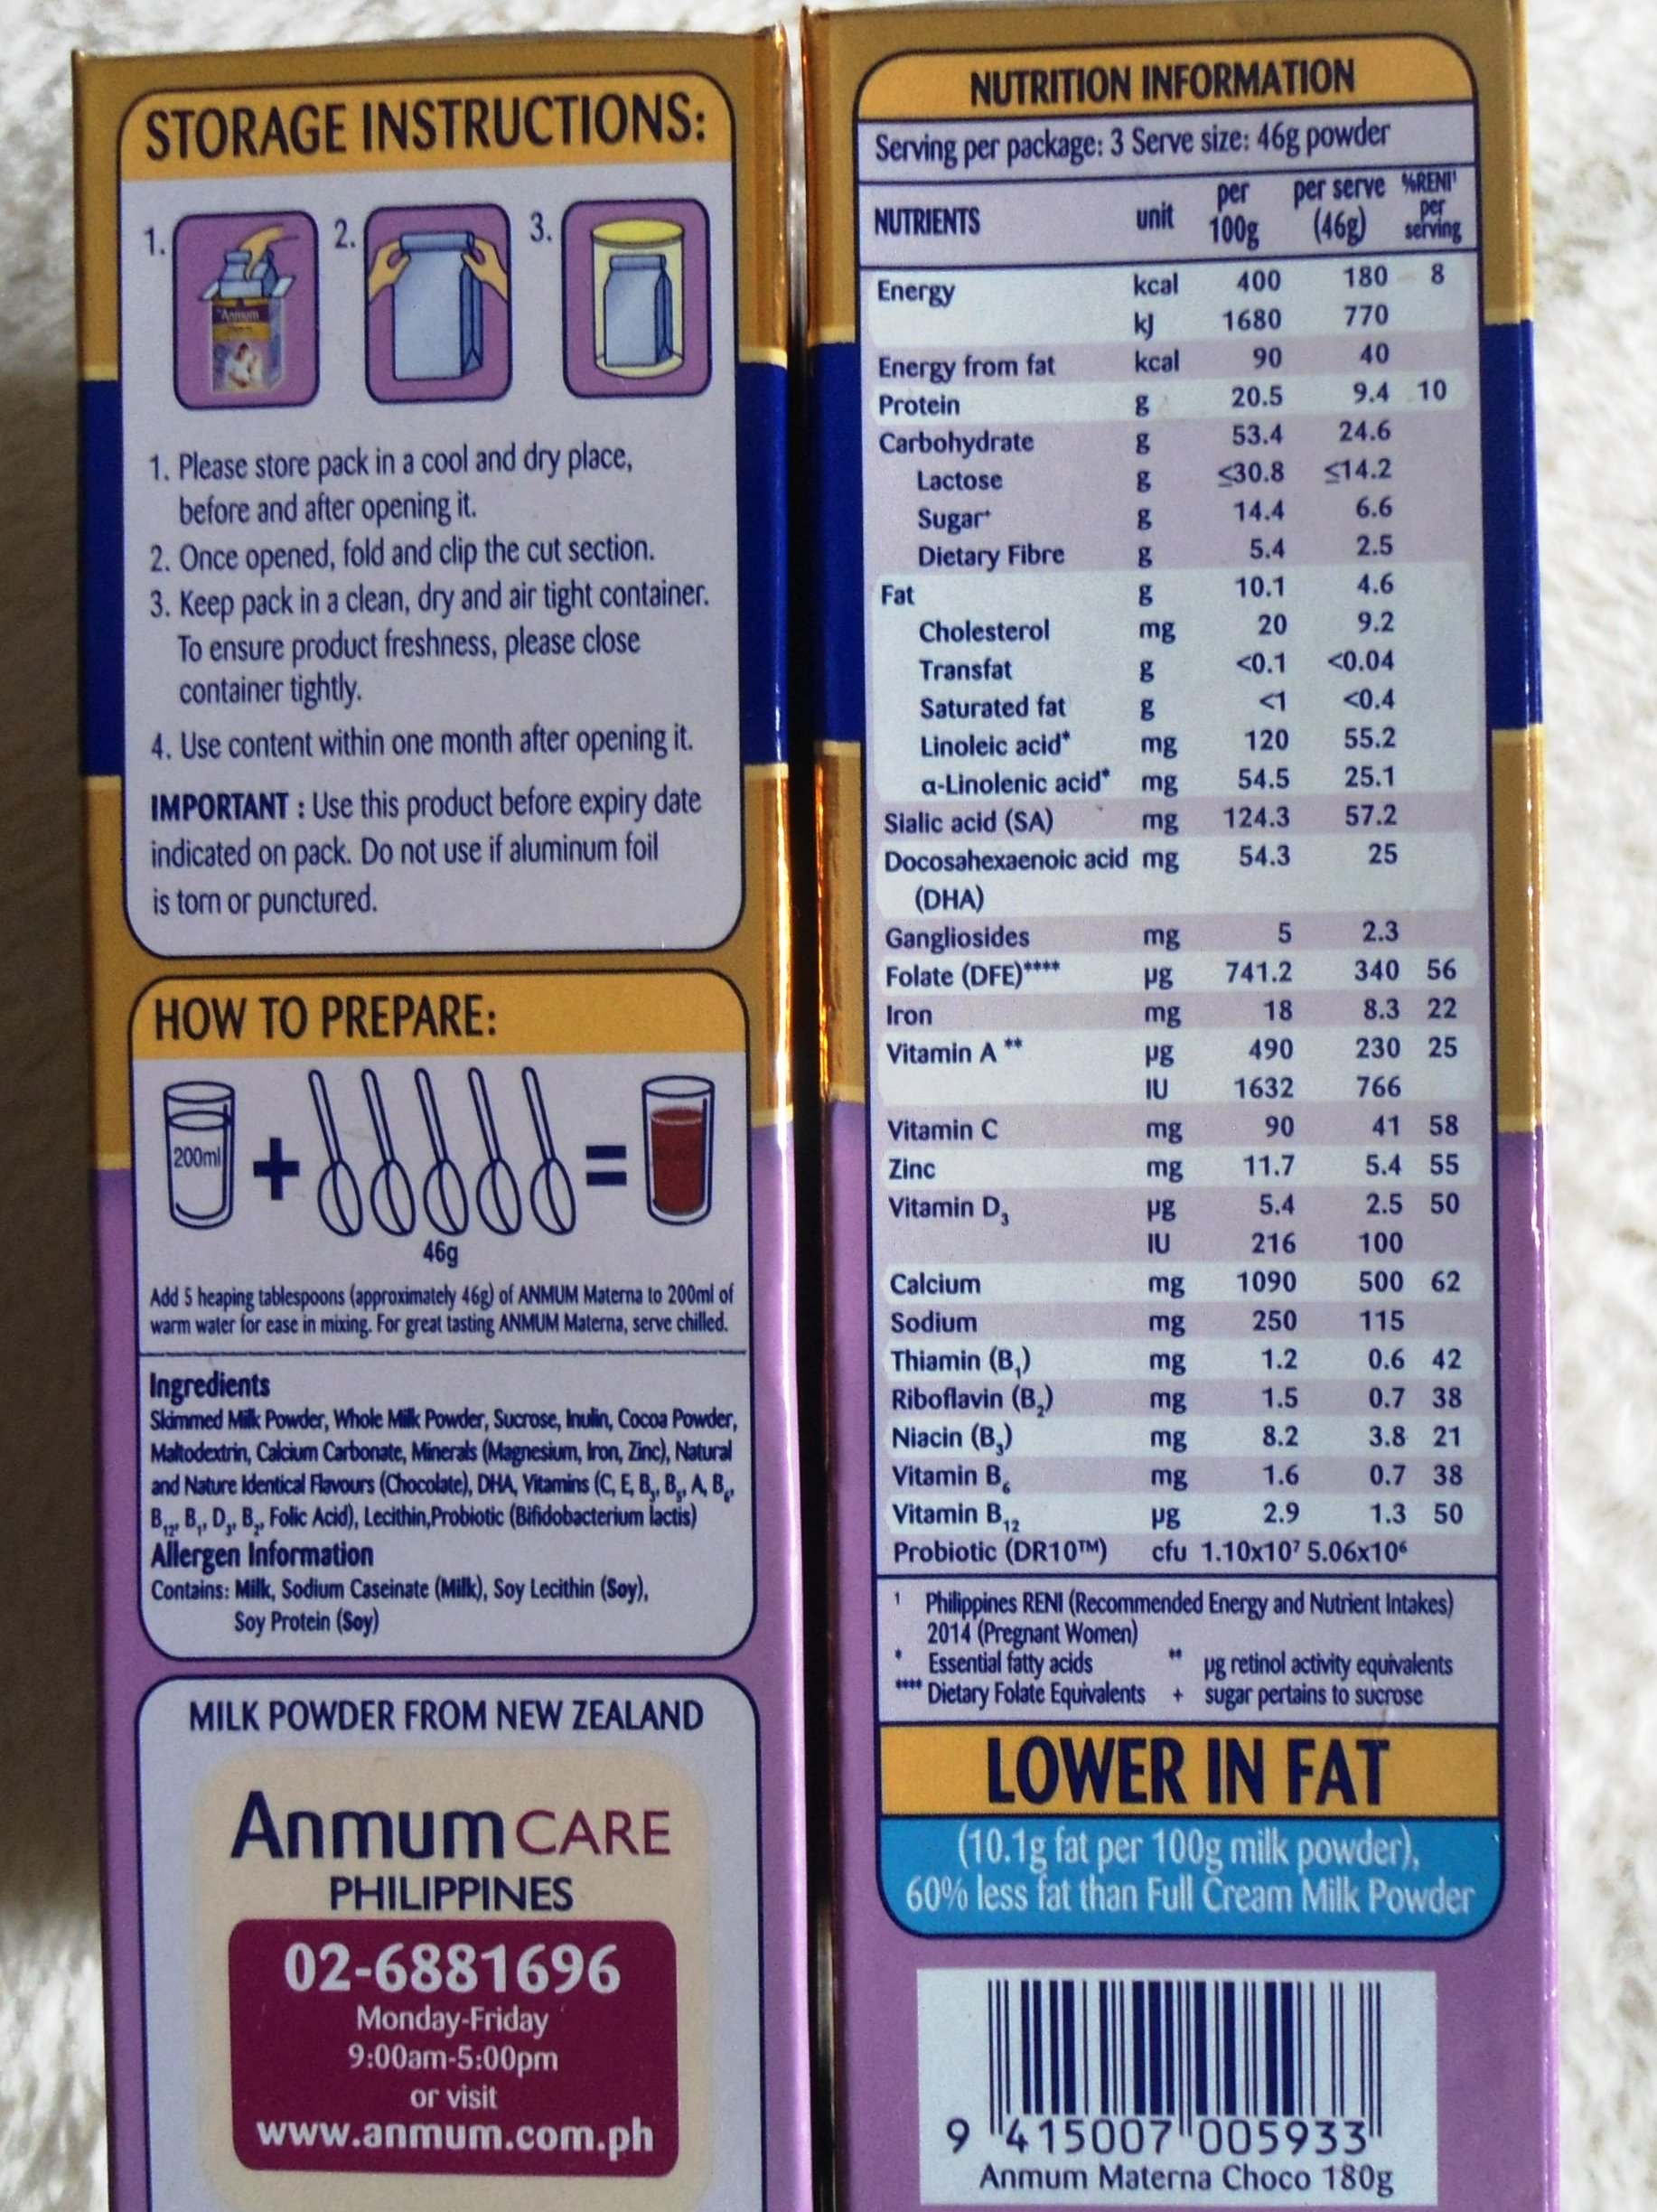 STORAGE INSTRUCTIONS:
1. 2. 3.
Anmum
1. Please store pack in a cool and dry place,
before and after opening it.
2. Once opened, fold and clip the cut section.
3. Keep pack in a clean, dry and air tight container.
To ensure product freshness, please close
container tightly.
4. Use content within one month after opening it.
IMPORTANT : Use this product before expiry date
indicated on pack. Do not use if aluminum foil
is torn or punctured.
HOW TO PREPARE:
200ml + =
46g
Add 5 heaping tablespoons (approximately 46g) of ANMUM Materna to 200ml of
warm water for ease in mixing. For great tasting ANMUM Materna, serve chilled.
Ingredients
Skimmed Milk Powder, Whole Milk Powder, Sucrose, Inulin, Cocoa Powder,
Maltodextrin, Calcium Carbonate, Minerals (Magnesium, Iron, Zinc), Natural
and Nature Identical Flavours (Chocolate), DHA, Vitamins (C, E, B₃, B₅, A, B₆,
B₁₂, B₁, D₃, B₂, Folic Acid), Lecithin,Probiotic (Bifidobacterium lactis)
Allergen Information
Contains: Milk, Sodium Caseinate (Milk), Soy Lecithin (Soy),
Soy Protein (Soy)
MILK POWDER FROM NEW ZEALAND
Anmum CARE
PHILIPPINES
02-6881696
Monday-Friday
9:00am-5:00pm
or visit
www.anmum.com.ph
NUTRITION INFORMATION
Serving per package: 3 Serve size: 46g powder
NUTRIENTS unit per 100g per serve (46g) %RENI¹ per serving
Energy kcal 400 180 8
kJ 1680 770
Energy from fat kcal 90 40
Protein g 20.5 9.4 10
Carbohydrate g 53.4 24.6
Lactose g ≤30.8 ≤14.2
Sugar⁺ g 14.4 6.6
Dietary Fibre g 5.4 2.5
Fat g 10.1 4.6
Cholesterol mg 20 9.2
Transfat g <0.1 <0.04
Saturated fat g <1 <0.4
Linoleic acid* mg 120 55.2
α-Linolenic acid* mg 54.5 25.1
Sialic acid (SA) mg 124.3 57.2
Docosahexaenoic acid mg 54.3 25
(DHA)
Gangliosides mg 5 2.3
Folate (DFE)**** µg 741.2 340 56
Iron mg 18 8.3 22
Vitamin A ** µg 490 230 25
IU 1632 766
Vitamin C mg 90 41 58
Zinc mg 11.7 5.4 55
Vitamin D₃ µg 5.4 2.5 50
IU 216 100
Calcium mg 1090 500 62
Sodium mg 250 115
Thiamin (B₁) mg 1.2 0.6 42
Riboflavin (B₂) mg 1.5 0.7 38
Niacin (B₃) mg 8.2 3.8 21
Vitamin B₆ mg 1.6 0.7 38
Vitamin B₁₂ µg 2.9 1.3 50
Probiotic (DR10™) cfu 1.10x10⁷ 5.06x10⁶
¹ Philippines RENI (Recommended Energy and Nutrient Intakes)
2014 (Pregnant Women)
* Essential fatty acids ** µg retinol activity equivalents
**** Dietary Folate Equivalents + sugar pertains to sucrose
LOWER IN FAT
(10.1g fat per 100g milk powder),
60% less fat than Full Cream Milk Powder
9 415007 005933
Anmum Materna Choco 180g